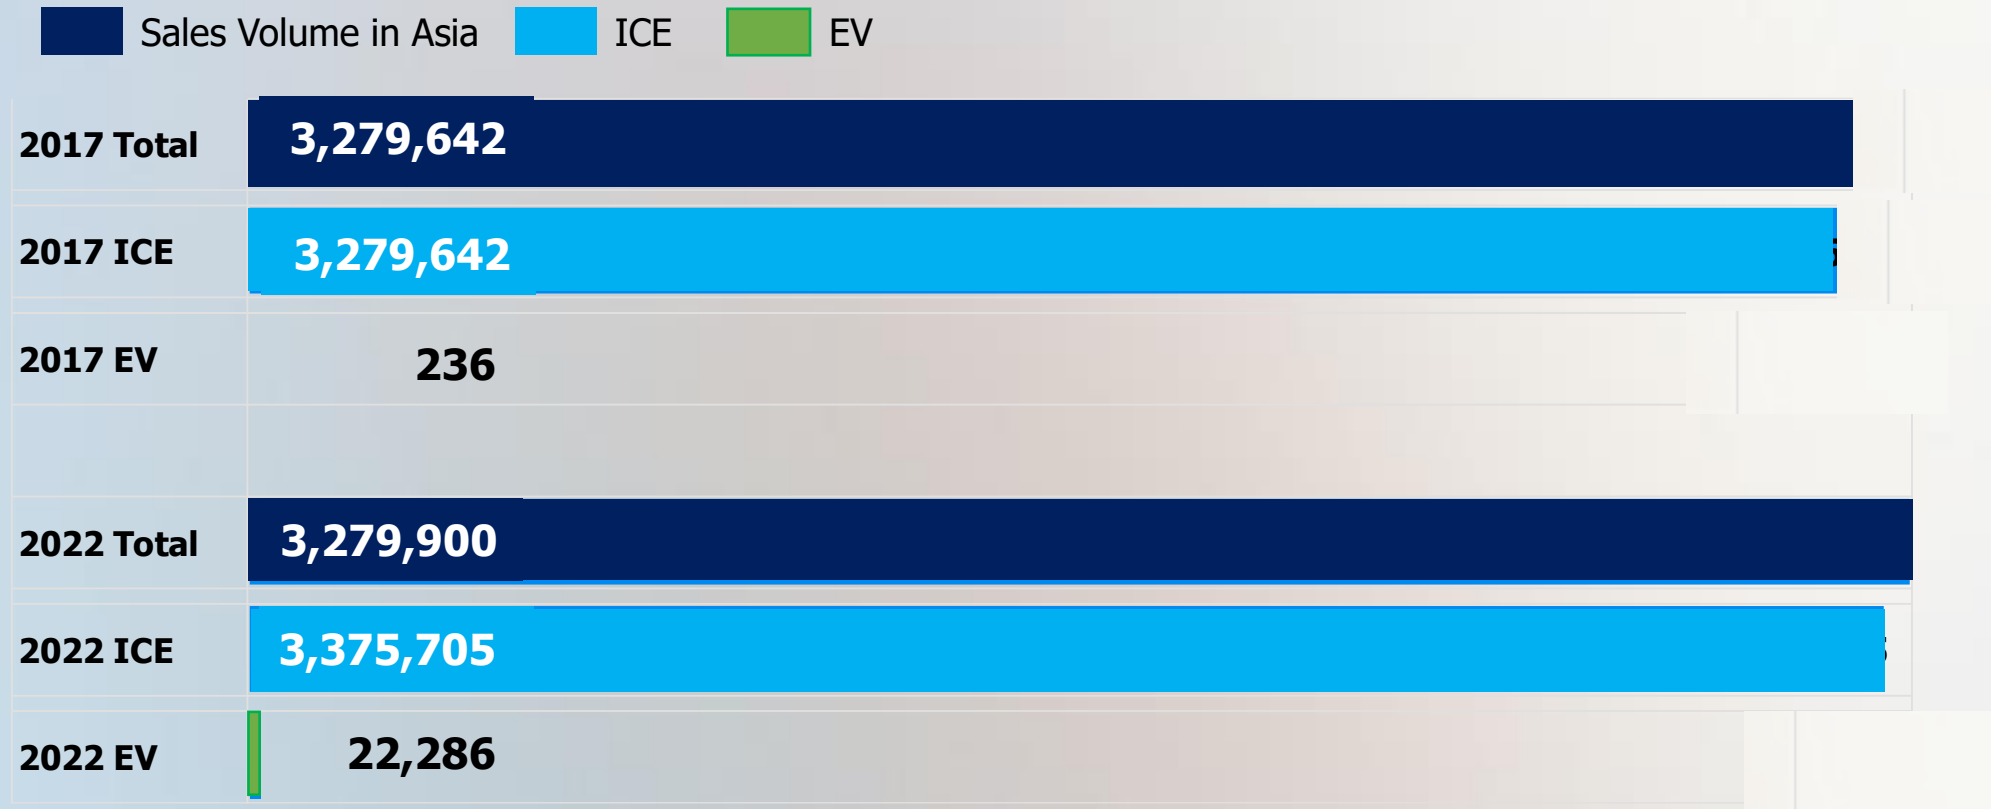 Sales Volume in Asia ICE EV
2017 Total 3,279,642
2017 ICE 3,279,642
2017 EV 236
2022 Total 3,279,900
2022 ICE 3,375,705
2022 EV 22,286